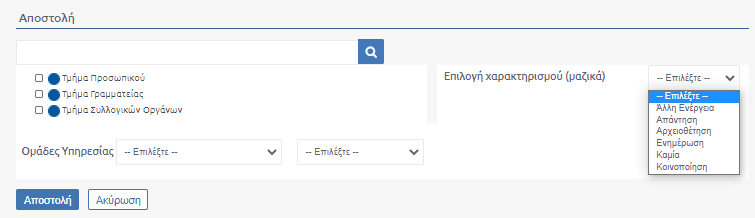 Αποστολή
Τμήμα Προσωπικού
Τμήμα Γραμματείας
Τμήμα Συλλογικών Οργάνων
Επιλογή χαρακτηρισμού (μαζικά)
-- Επιλέξτε --
-- Επιλέξτε --
Άλλη Ενέργεια
Απάντηση
Αρχειοθέτηση
Ενημέρωση
Καμία
Κοινοποίηση
Ομάδες Υπηρεσίας
-- Επιλέξτε --
-- Επιλέξτε --
Αποστολή
Ακύρωση